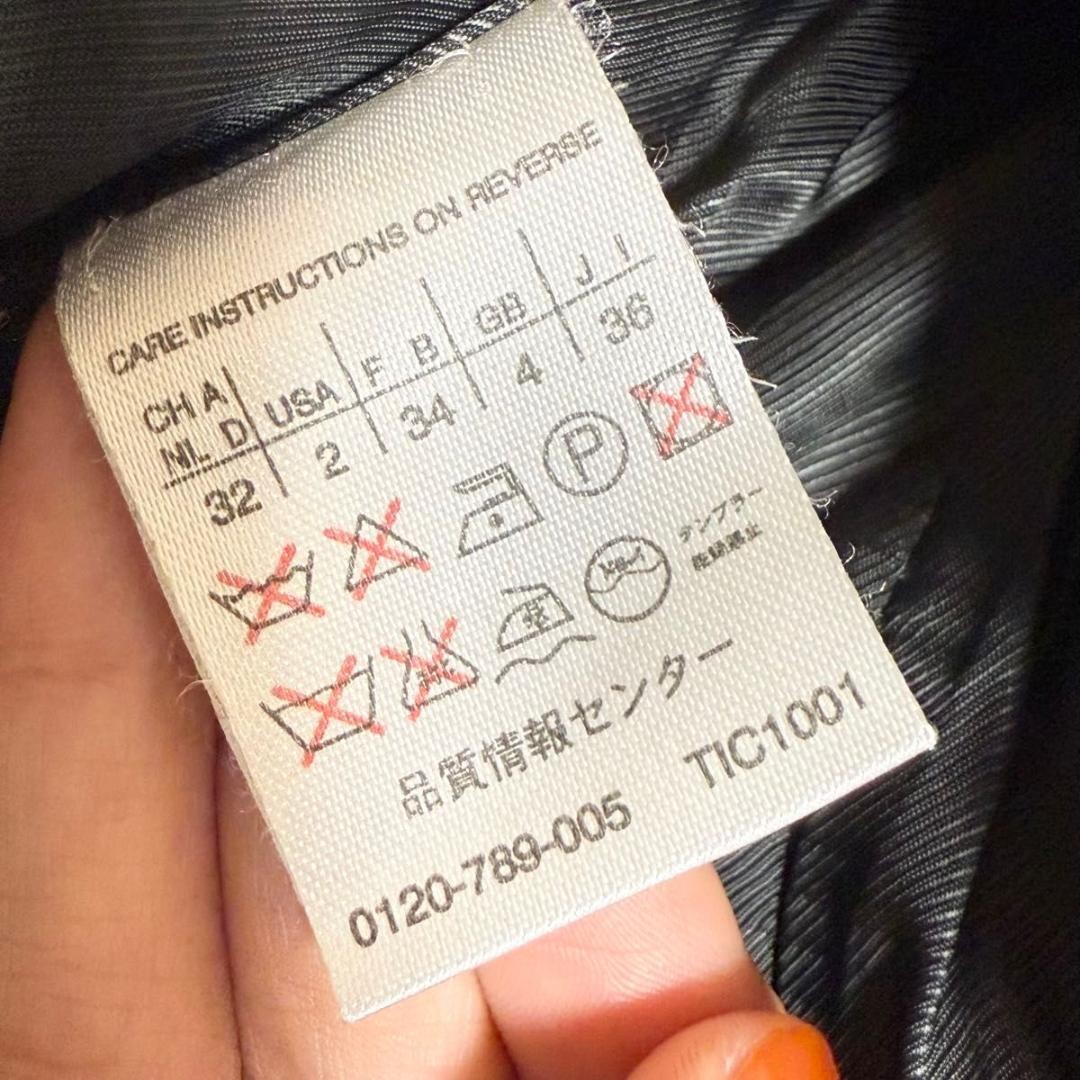 CARE INSTRUCTIONS ON REVERSE
CH A USA F B GB J I
NL D
32 2 34 4 36
P
タンブラー
乾燥禁止
品質情報センター
0120-789-005 TIC1001